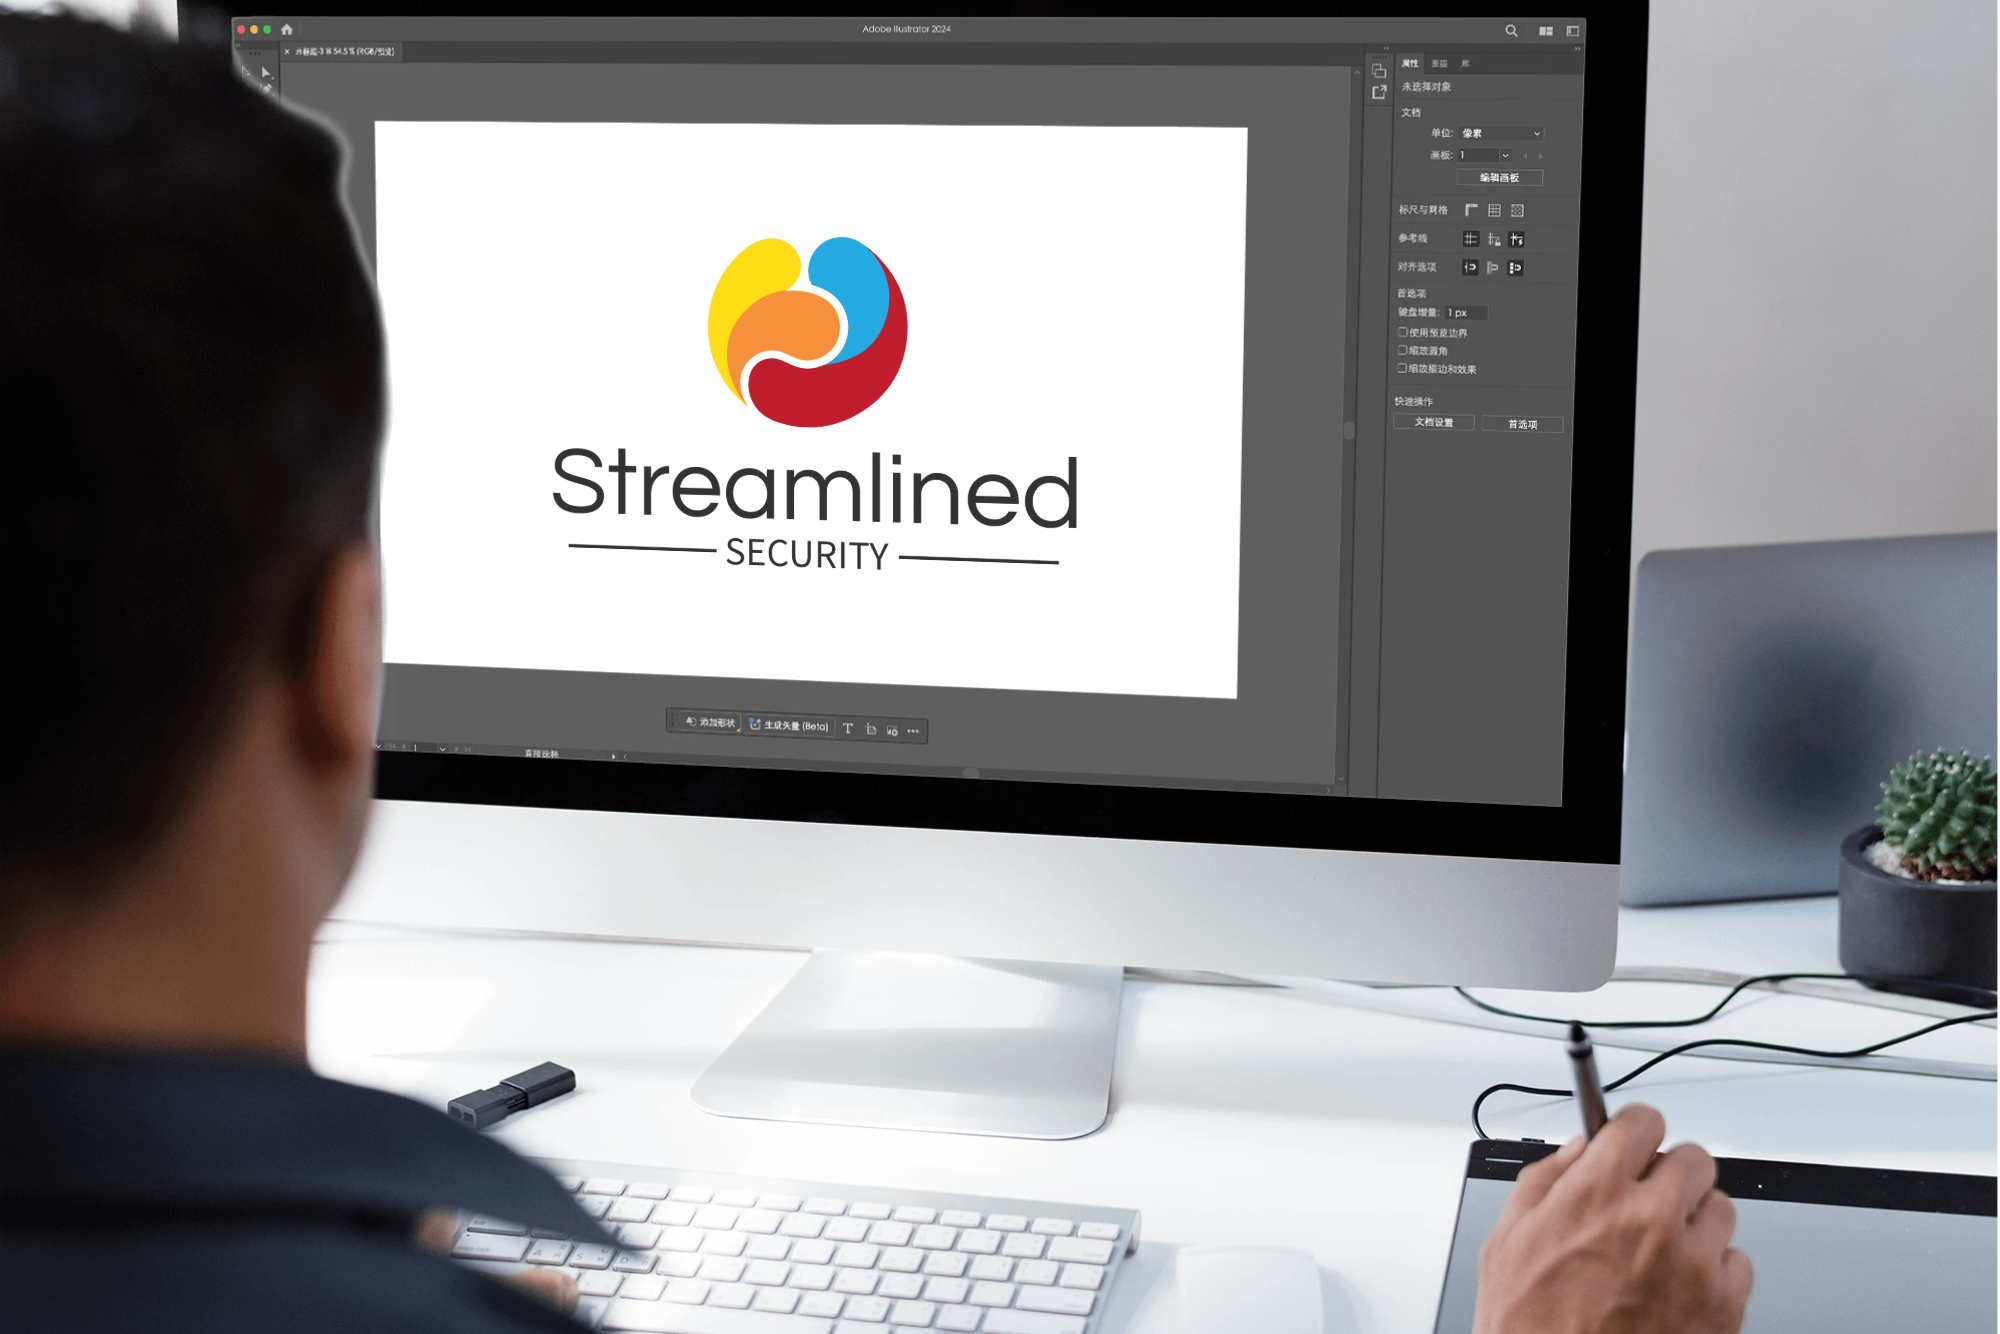 Adobe Illustrator 2024
× 未标题-3 @ 54.5 % (RGB/预览)
属性 图层 库
未选择对象
文档
单位: 像素
画板: 1
编辑画板
标尺与网格
参考线
对齐选项
首选项
键盘增量: 1 px
使用预览边界
缩放圆角
缩放描边和效果
快速操作
文档设置 首选项
Streamlined
SECURITY
添加形状 生成矢量 (Beta)
1 直接选择